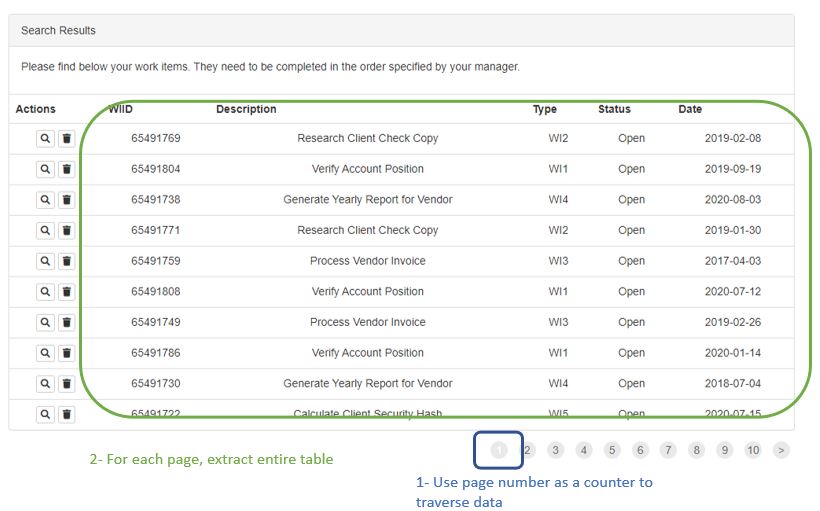 Search Results
Please find below your work items. They need to be completed in the order specified by your manager.
Actions WIID Description Type Status Date
65491769 Research Client Check Copy WI2 Open 2019-02-08
65491804 Verify Account Position WI1 Open 2019-09-19
65491738 Generate Yearly Report for Vendor WI4 Open 2020-08-03
65491771 Research Client Check Copy WI2 Open 2019-01-30
65491759 Process Vendor Invoice WI3 Open 2017-04-03
65491808 Verify Account Position WI1 Open 2020-07-12
65491749 Process Vendor Invoice WI3 Open 2019-02-26
65491786 Verify Account Position WI1 Open 2020-01-14
65491730 Generate Yearly Report for Vendor WI4 Open 2018-07-04
65491722 Calculate Client Security Hash WI5 Open 2020-07-15
1 2 3 4 5 6 7 8 9 10 >
2- For each page, extract entire table
1- Use page number as a counter to
traverse data